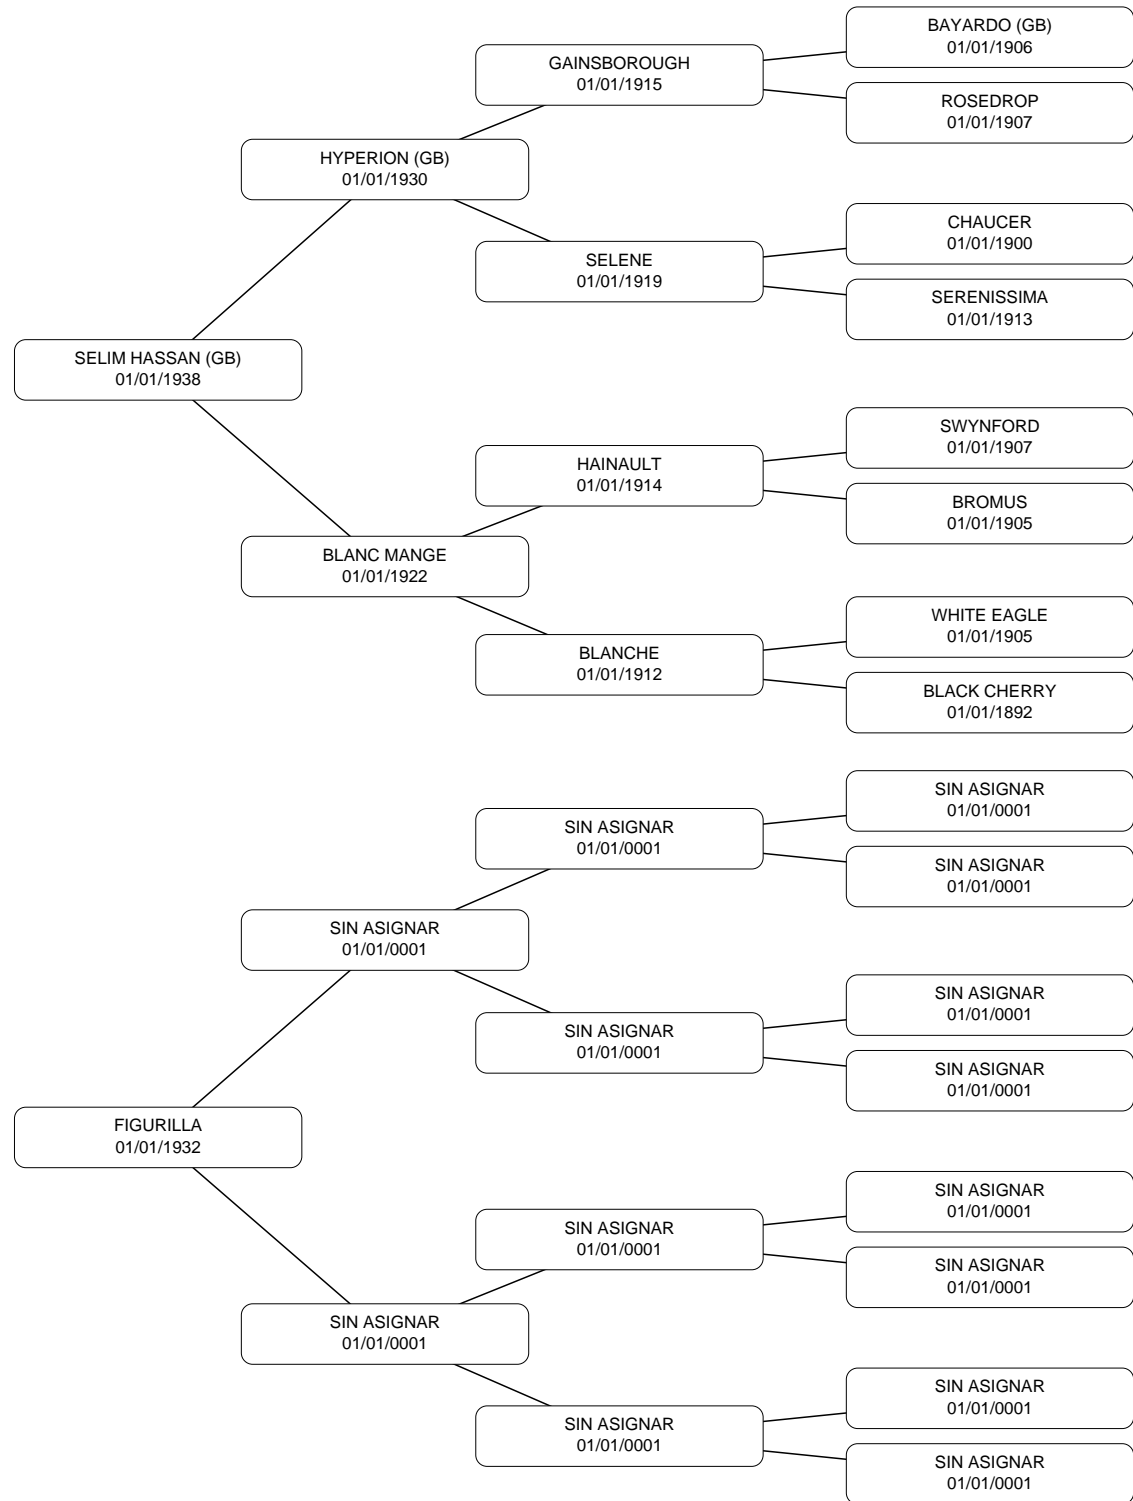 BAYARDO (GB)
01/01/1906
GAINSBOROUGH
01/01/1915
ROSEDROP
01/01/1907
HYPERION (GB)
01/01/1930
CHAUCER
01/01/1900
SELENE
01/01/1919
SERENISSIMA
01/01/1913
SELIM HASSAN (GB)
01/01/1938
SWYNFORD
01/01/1907
HAINAULT
01/01/1914
BROMUS
01/01/1905
BLANC MANGE
01/01/1922
WHITE EAGLE
01/01/1905
BLANCHE
01/01/1912
BLACK CHERRY
01/01/1892
SIN ASIGNAR
01/01/0001
SIN ASIGNAR
01/01/0001
SIN ASIGNAR
01/01/0001
SIN ASIGNAR
01/01/0001
SIN ASIGNAR
01/01/0001
SIN ASIGNAR
01/01/0001
SIN ASIGNAR
01/01/0001
FIGURILLA
01/01/1932
SIN ASIGNAR
01/01/0001
SIN ASIGNAR
01/01/0001
SIN ASIGNAR
01/01/0001
SIN ASIGNAR
01/01/0001
SIN ASIGNAR
01/01/0001
SIN ASIGNAR
01/01/0001
SIN ASIGNAR
01/01/0001